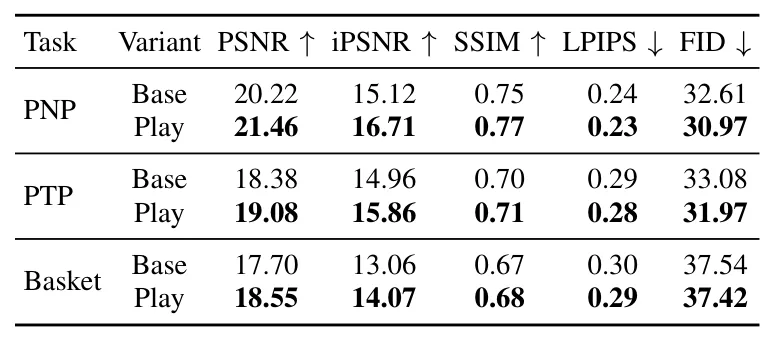 Task Variant PSNR ↑ iPSNR ↑ SSIM ↑ LPIPS ↓ FID ↓
PNP Base 20.22 15.12 0.75 0.24 32.61
Play 21.46 16.71 0.77 0.23 30.97
PTP Base 18.38 14.96 0.70 0.29 33.08
Play 19.08 15.86 0.71 0.28 31.97
Basket Base 17.70 13.06 0.67 0.30 37.54
Play 18.55 14.07 0.68 0.29 37.42